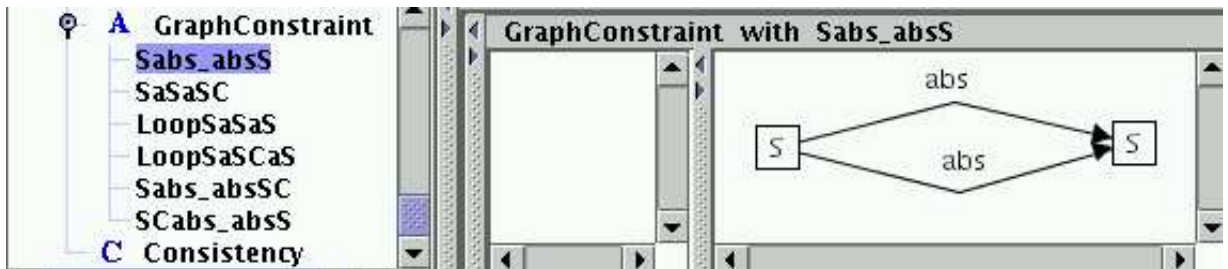 A GraphConstraint
Sabs_absS
SaSaSC
LoopSaSaS
LoopSaSCaS
Sabs_absSC
SCabs_absS
C Consistency
GraphConstraint with Sabs_absS
abs
S
S
abs